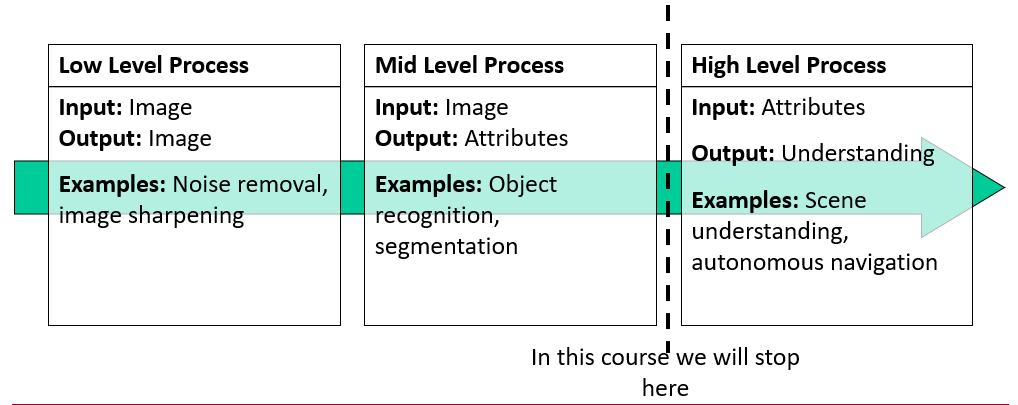 Low Level Process
Input: Image
Output: Image
Examples: Noise removal,
image sharpening
Mid Level Process
Input: Image
Output: Attributes
Examples: Object
recognition,
segmentation
High Level Process
Input: Attributes
Output: Understanding
Examples: Scene
understanding,
autonomous navigation
In this course we will stop
here